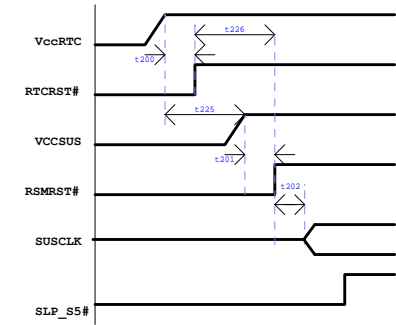 VccRTC
t226
t200
RTCRST#
t225
VCCSUS
t201
RSMRST#
t202
SUSCLK
SLP_S5#